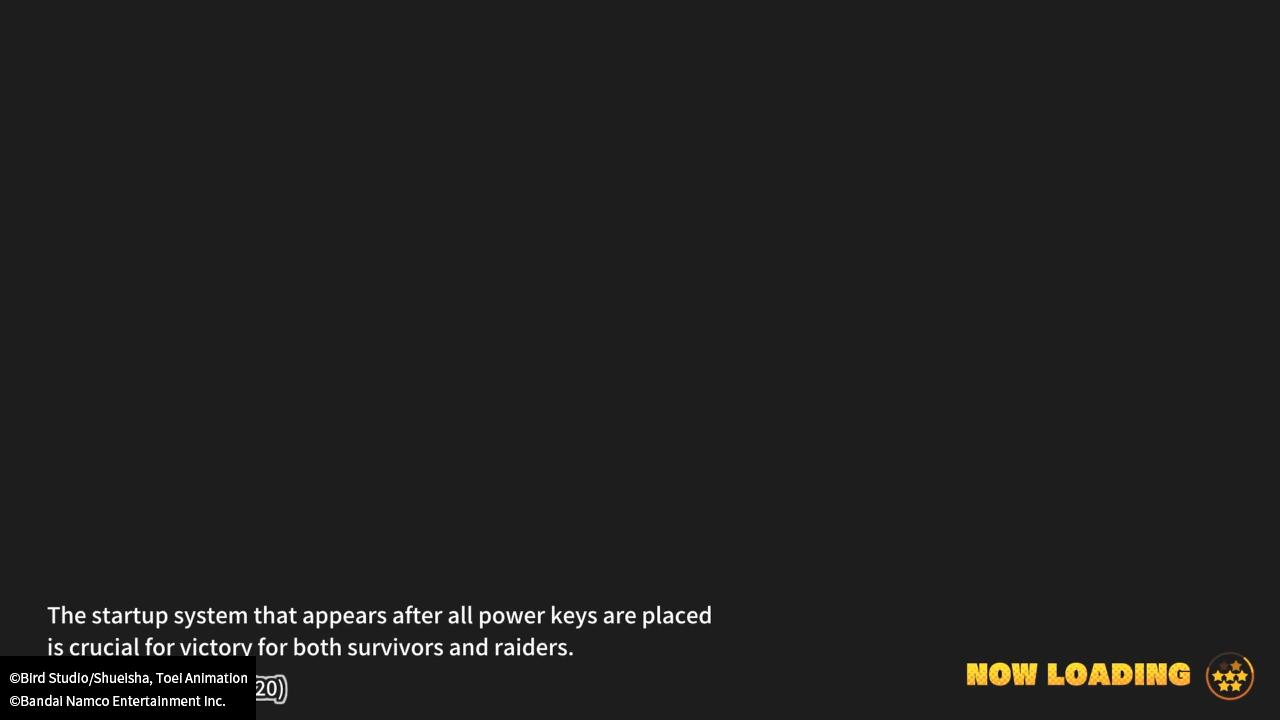 The startup system that appears after all power keys are placed
is crucial for victory for both survivors and raiders.
©Bird Studio/Shueisha, Toei Animation
20)
©Bandai Namco Entertainment Inc.
NOW LOADING